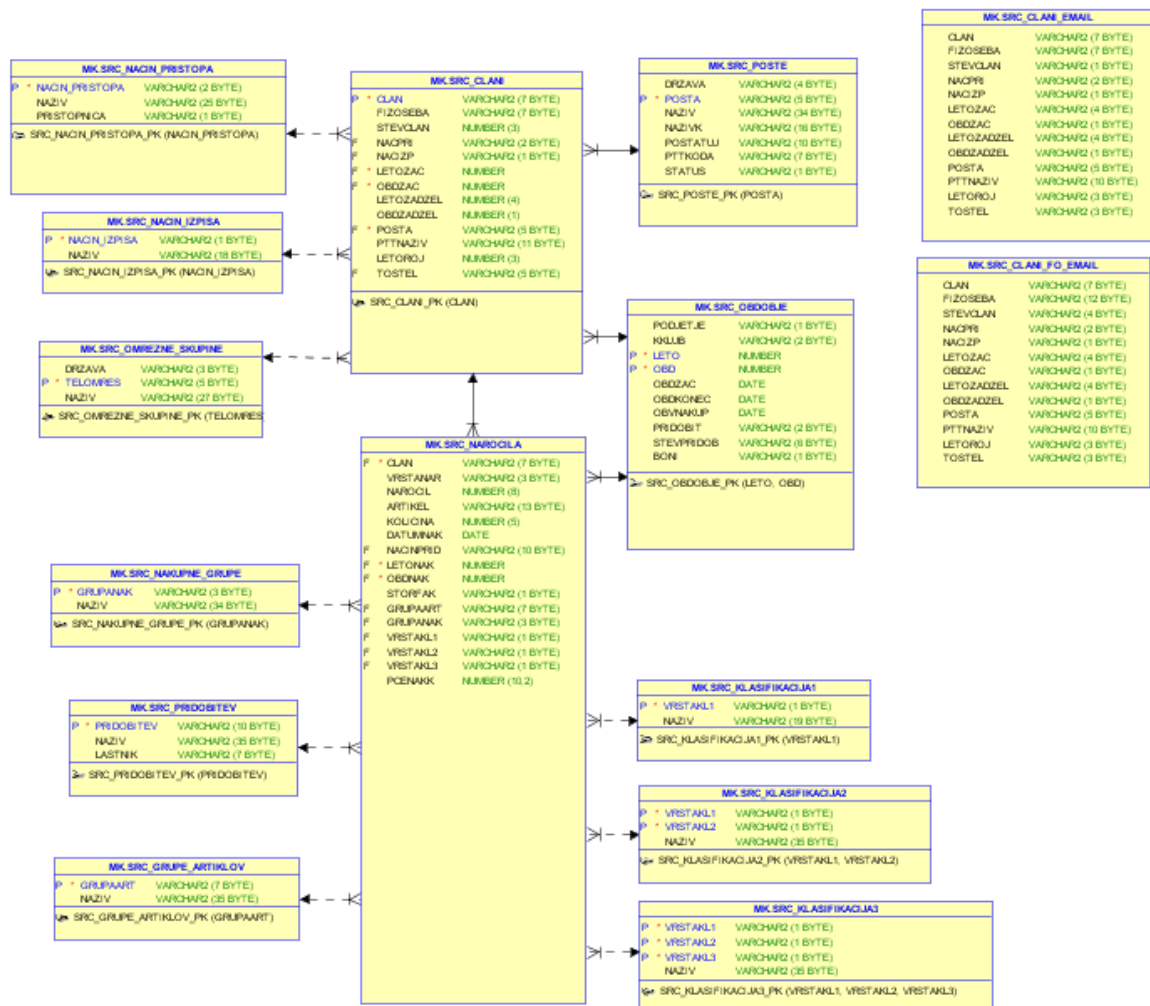 MK.SRC_NACIN_PRISTOPA
P * NACIN_PRISTOPA VARCHAR2 (2 BYTE)
NAZIV VARCHAR2 (25 BYTE)
PRISTOPNICA VARCHAR2 (1 BYTE)
SRC_NACIN_PRISTOPA_PK (NACIN_PRISTOPA)
MK.SRC_NACIN_IZPISA
P * NACIN_IZPISA VARCHAR2 (1 BYTE)
NAZIV VARCHAR2 (18 BYTE)
SRC_NACIN_IZPISA_PK (NACIN_IZPISA)
MK.SRC_OMREZNE_SKUPINE
DRZAVA VARCHAR2 (3 BYTE)
P * TELOMRES VARCHAR2 (5 BYTE)
NAZIV VARCHAR2 (27 BYTE)
SRC_OMREZNE_SKUPINE_PK (TELOMRES
MK.SRC_CLANI
P * CLAN VARCHAR2 (7 BYTE)
FIZOSEBA VARCHAR2 (7 BYTE)
STEVCLAN NUMBER (3)
F NACPRI VARCHAR2 (2 BYTE)
F NACIZP VARCHAR2 (1 BYTE)
F * LETOZAC NUMBER
F * OBDZAC NUMBER
LETOZADZEL NUMBER (4)
OBDZADZEL NUMBER (1)
F * POSTA VARCHAR2 (5 BYTE)
PTTNAZIV VARCHAR2 (11 BYTE)
LETOROJ NUMBER (3)
F TOSTEL VARCHAR2 (5 BYTE)
SRC_CLANI_PK (CLAN)
MK.SRC_POSTE
DRZAVA VARCHAR2 (4 BYTE)
P * POSTA VARCHAR2 (5 BYTE)
NAZIV VARCHAR2 (34 BYTE)
NAZIVK VARCHAR2 (16 BYTE)
POSTATUJ VARCHAR2 (10 BYTE)
PTTKODA VARCHAR2 (7 BYTE)
STATUS VARCHAR2 (1 BYTE)
SRC_POSTE_PK (POSTA)
MK.SRC_OBDOBJE
PODJETJE VARCHAR2 (1 BYTE)
KKLUB VARCHAR2 (2 BYTE)
P * LETO NUMBER
P * OBD NUMBER
OBDZAC DATE
OBDKONEC DATE
OBVNAKUP DATE
PRIDOBIT VARCHAR2 (2 BYTE)
STEVPRIDOB VARCHAR2 (6 BYTE)
BONI VARCHAR2 (1 BYTE)
SRC_OBDOBJE_PK (LETO, OBD)
MK.SRC_CLANI_EMAIL
CLAN VARCHAR2 (7 BYTE)
FIZOSEBA VARCHAR2 (7 BYTE)
STEVCLAN VARCHAR2 (1 BYTE)
NACPRI VARCHAR2 (2 BYTE)
NACIZP VARCHAR2 (1 BYTE)
LETOZAC VARCHAR2 (4 BYTE)
OBDZAC VARCHAR2 (1 BYTE)
LETOZADZEL VARCHAR2 (4 BYTE)
OBDZADZEL VARCHAR2 (1 BYTE)
POSTA VARCHAR2 (5 BYTE)
PTTNAZIV VARCHAR2 (10 BYTE)
LETOROJ VARCHAR2 (3 BYTE)
TOSTEL VARCHAR2 (3 BYTE)
MK.SRC_CLANI_FO_EMAIL
CLAN VARCHAR2 (7 BYTE)
FIZOSEBA VARCHAR2 (12 BYTE)
STEVCLAN VARCHAR2 (4 BYTE)
NACPRI VARCHAR2 (2 BYTE)
NACIZP VARCHAR2 (1 BYTE)
LETOZAC VARCHAR2 (4 BYTE)
OBDZAC VARCHAR2 (1 BYTE)
LETOZADZEL VARCHAR2 (4 BYTE)
OBDZADZEL VARCHAR2 (1 BYTE)
POSTA VARCHAR2 (5 BYTE)
PTTNAZIV VARCHAR2 (10 BYTE)
LETOROJ VARCHAR2 (3 BYTE)
TOSTEL VARCHAR2 (3 BYTE)
MK.SRC_NAROCILA
F * CLAN VARCHAR2 (7 BYTE)
VRSTANAR VARCHAR2 (3 BYTE)
NAROCIL NUMBER (8)
ARTIKEL VARCHAR2 (13 BYTE)
KOLICINA NUMBER (5)
DATUMNAK DATE
F NACINPRID VARCHAR2 (10 BYTE)
F * LETONAK NUMBER
F * OBDNAK NUMBER
STORFAK VARCHAR2 (1 BYTE)
F GRUPAART VARCHAR2 (7 BYTE)
F GRUPANAK VARCHAR2 (3 BYTE)
F VRSTAKL1 VARCHAR2 (1 BYTE)
F VRSTAKL2 VARCHAR2 (1 BYTE)
F VRSTAKL3 VARCHAR2 (1 BYTE)
PCENAKK NUMBER (10,2)
MK.SRC_NAKUPNE_GRUPE
P * GRUPANAK VARCHAR2 (3 BYTE)
NAZIV VARCHAR2 (34 BYTE)
SRC_NAKUPNE_GRUPE_PK (GRUPANAK)
MK.SRC_PRIDOBITEV
P * PRIDOBITEV VARCHAR2 (10 BYTE)
NAZIV VARCHAR2 (35 BYTE)
LASTNIK VARCHAR2 (7 BYTE)
SRC_PRIDOBITEV_PK (PRIDOBITEV)
MK.SRC_GRUPE_ARTIKLOV
P * GRUPAART VARCHAR2 (7 BYTE)
NAZIV VARCHAR2 (35 BYTE)
SRC_GRUPE_ARTIKLOV_PK (GRUPAART)
MK.SRC_KLASIFIKACIJA1
P * VRSTAKL1 VARCHAR2 (1 BYTE)
NAZIV VARCHAR2 (19 BYTE)
SRC_KLASIFIKACIJA1_PK (VRSTAKL1)
MK.SRC_KLASIFIKACIJA2
P * VRSTAKL1 VARCHAR2 (1 BYTE)
P * VRSTAKL2 VARCHAR2 (1 BYTE)
NAZIV VARCHAR2 (35 BYTE)
SRC_KLASIFIKACIJA2_PK (VRSTAKL1, VRSTAKL2)
MK.SRC_KLASIFIKACIJA3
P * VRSTAKL1 VARCHAR2 (1 BYTE)
P * VRSTAKL2 VARCHAR2 (1 BYTE)
P * VRSTAKL3 VARCHAR2 (1 BYTE)
NAZIV VARCHAR2 (35 BYTE)
SRC_KLASIFIKACIJA3_PK (VRSTAKL1, VRSTAKL2, VRSTAKL3)